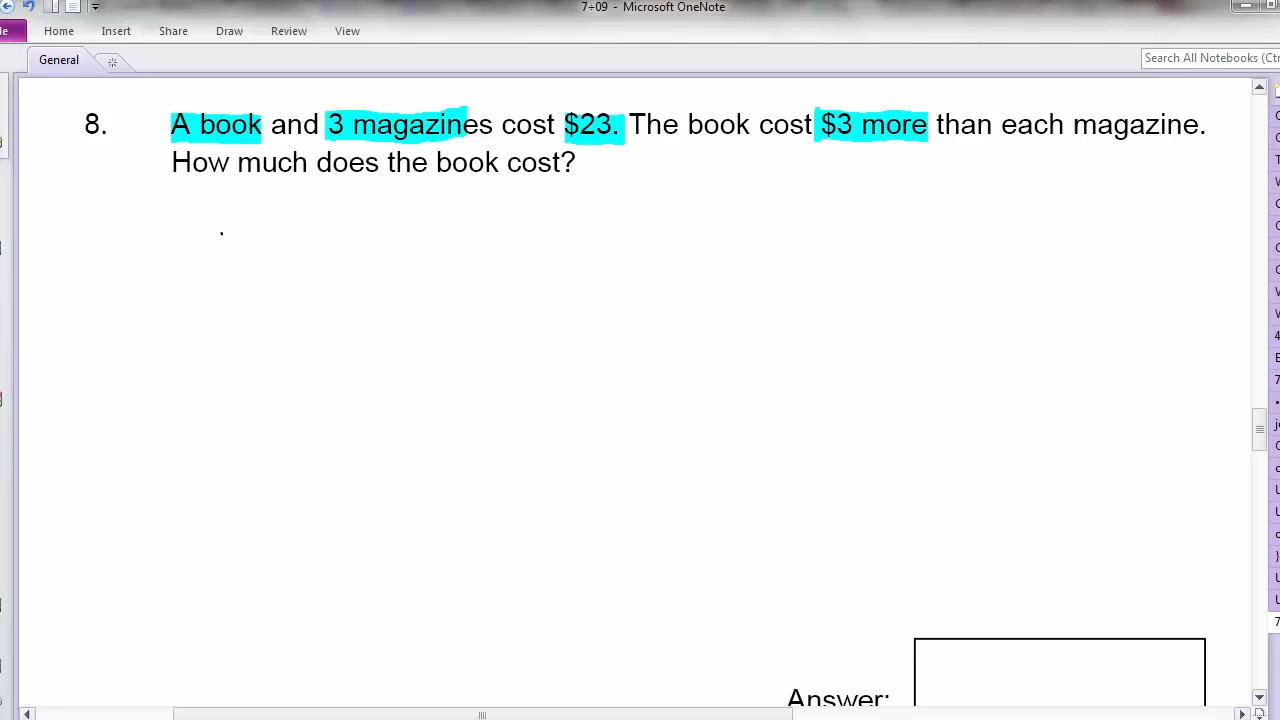 7÷09 - Microsoft OneNote
Home Insert Share Draw Review View
General
Search All Notebooks (Ctr
8. A book and 3 magazines cost $23. The book cost $3 more than each magazine.
How much does the book cost?
Answer: